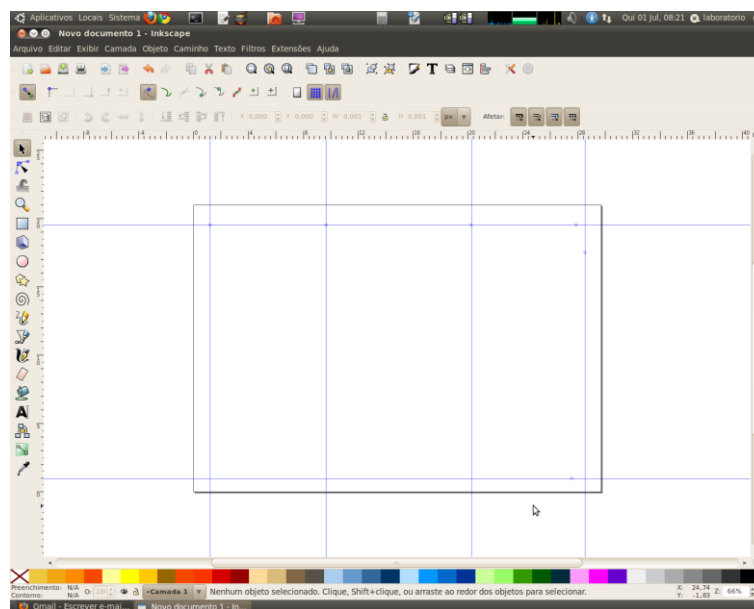 Aplicativos Locais Sistema Qui 01 Jul, 08:21 laboratorio
Novo documento 1 - Inkscape
Arquivo Editar Exibir Camada Objeto Caminho Texto Filtros Extensões Ajuda
X 0,000 Y 0,000 W 0,001 H 0,001 px Afetar:
Preenchimento: N/A
Contorno: N/A
O:
•Camada 1
Nenhum objeto selecionado. Clique, Shift+clique, ou arraste ao redor dos objetos para selecionar.
X: 24,74
Y: -1,03
Z: 66%
Gmail - Escrever e-mai... Novo documento 1 - In...